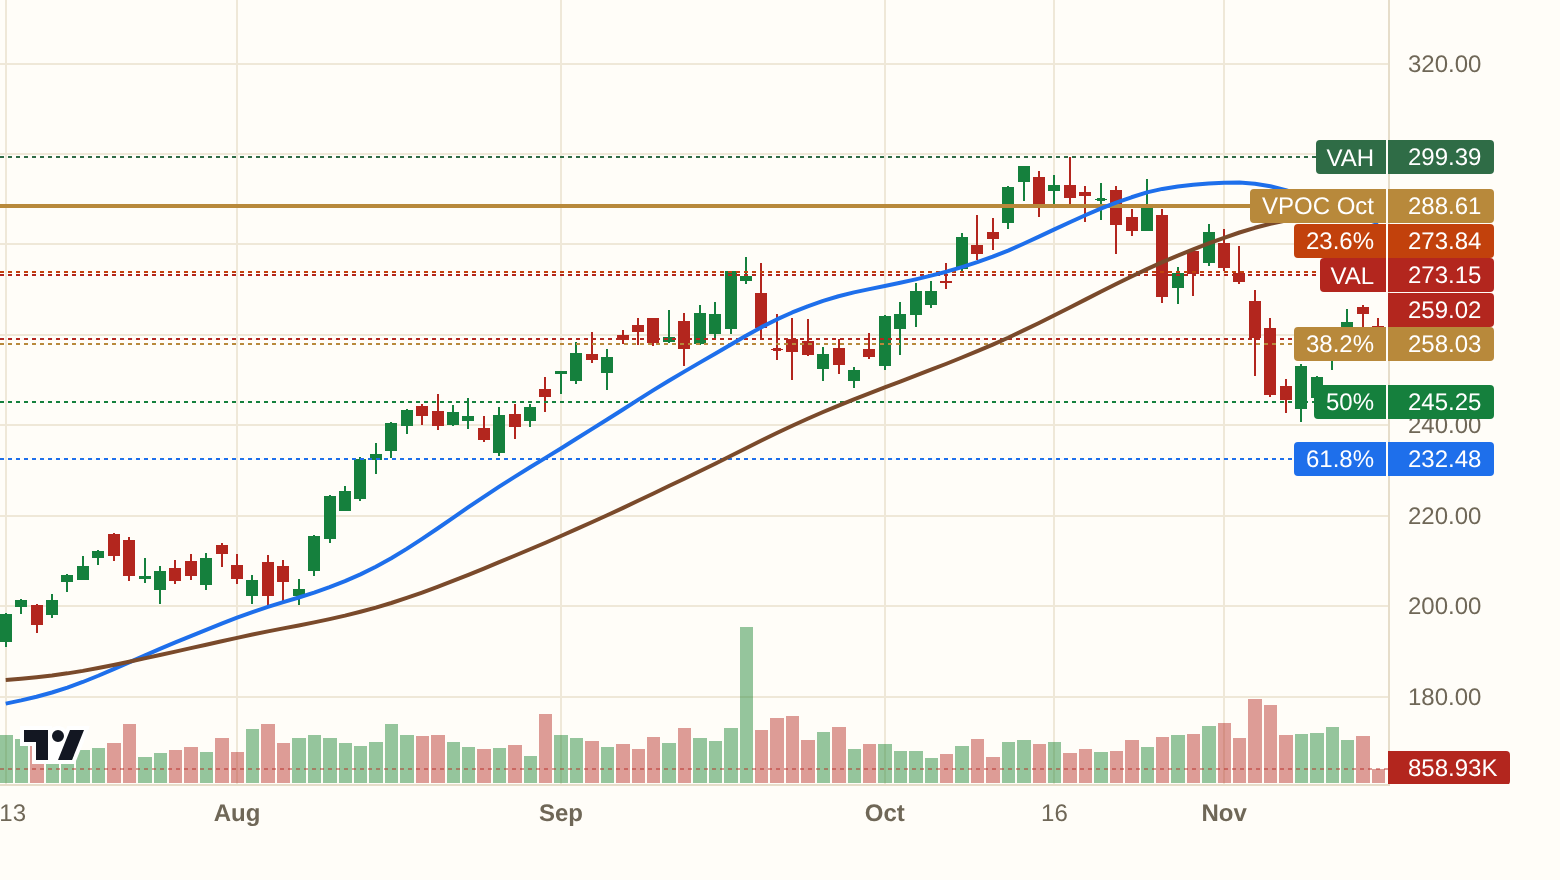 320.00
VAH 299.39
VPOC Oct 288.61
23.6% 273.84
VAL 273.15
259.02
38.2% 258.03
50% 245.25
240.00
61.8% 232.48
220.00
200.00
180.00
858.93K
13 Aug Sep Oct 16 Nov